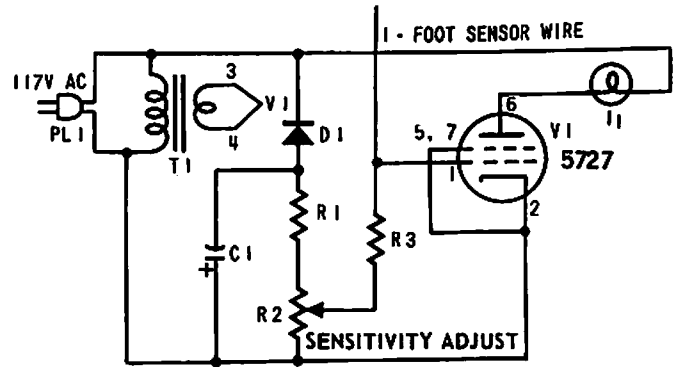 1 - FOOT SENSOR WIRE
117V AC
PL1
T1
3
V1
4
D1
6
5, 7
V1
I1
5727
1
2
R1
C1
+
R3
R2
SENSITIVITY ADJUST